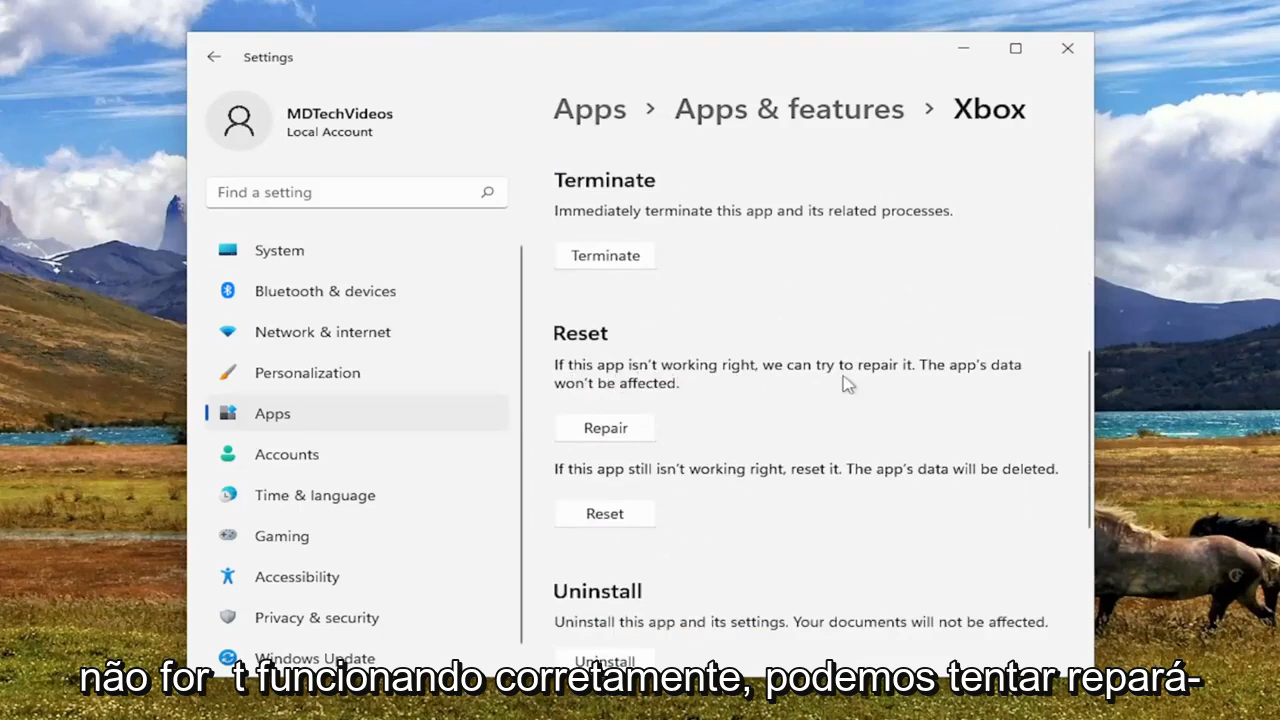 Settings
MDTechVideos
Local Account
Find a setting
System
Bluetooth & devices
Network & internet
Personalization
Apps
Accounts
Time & language
Gaming
Accessibility
Privacy & security
Windows Update
Apps > Apps & features > Xbox
Terminate
Immediately terminate this app and its related processes.
Terminate
Reset
If this app isn't working right, we can try to repair it. The app's data
won't be affected.
Repair
If this app still isn't working right, reset it. The app's data will be deleted.
Reset
Uninstall
Uninstall this app and its settings. Your documents will not be affected.
Uninstall
não for t funcionando corretamente, podemos tentar repará-